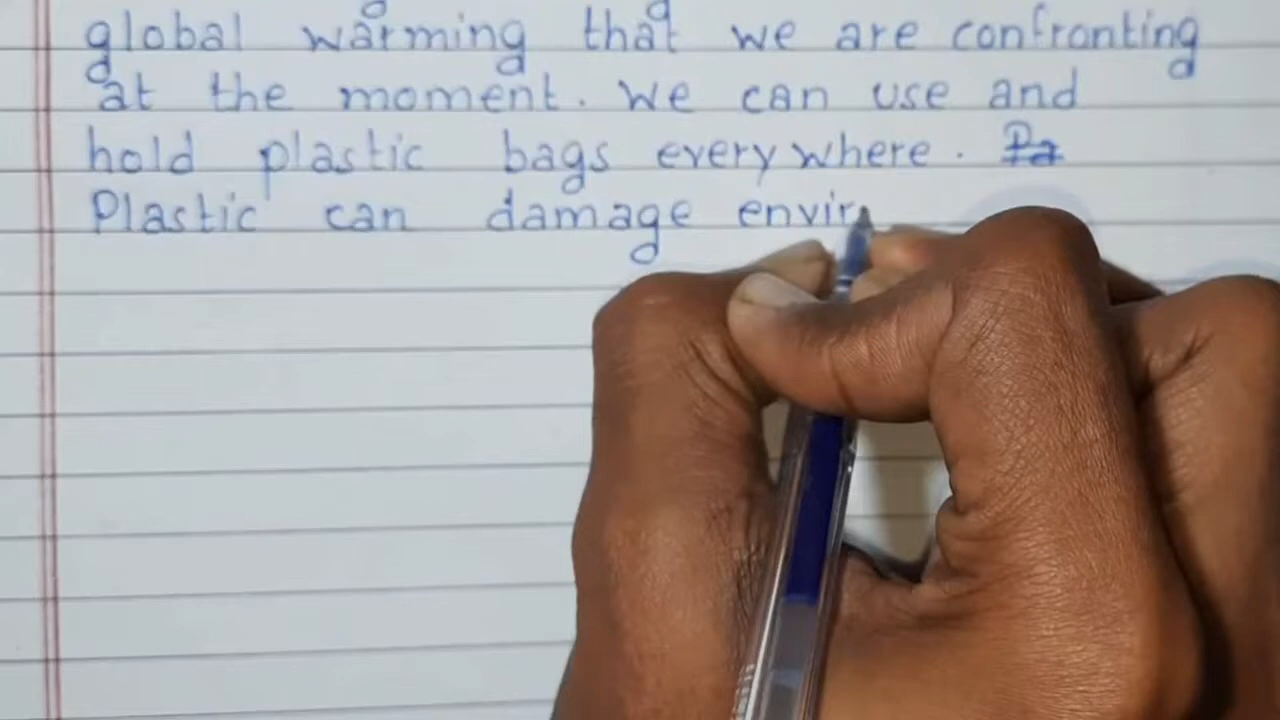 global warming that we are confronting
at the moment. We can use and
hold plastic bags everywhere.
Plastic can damage envir